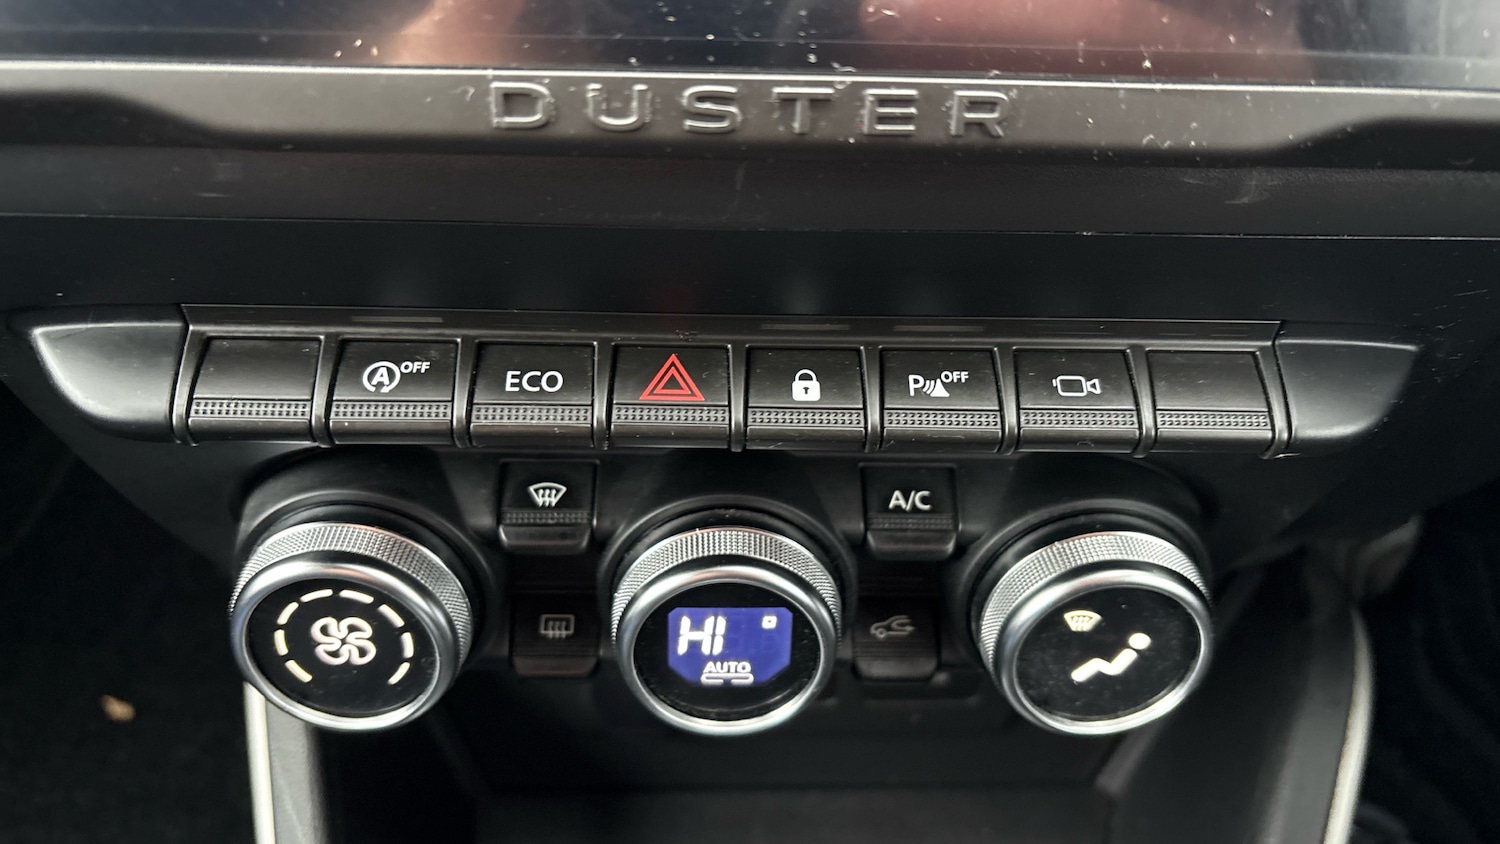 DUSTER
A OFF
ECO
P OFF
A/C
HI
AUTO